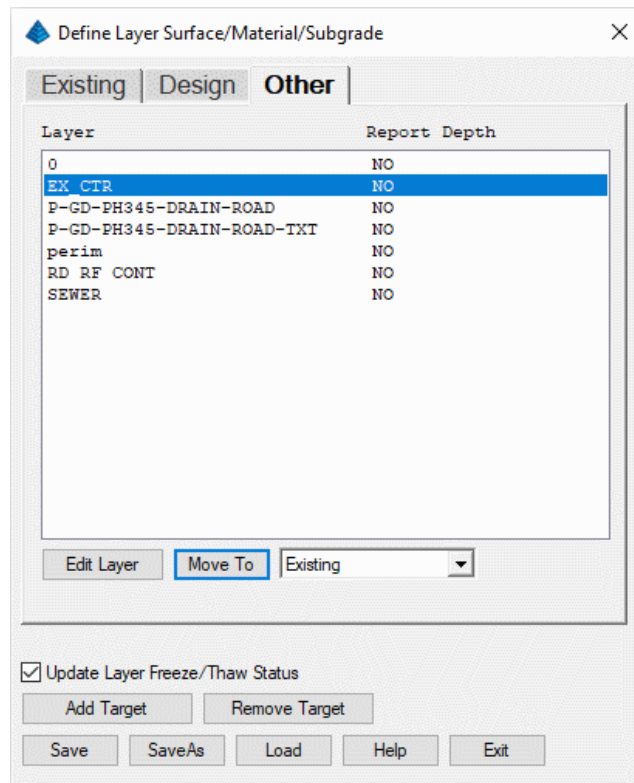 Define Layer Surface/Material/Subgrade
Existing Design Other
Layer Report Depth
0 NO
EX_CTR NO
P-GD-PH345-DRAIN-ROAD NO
P-GD-PH345-DRAIN-ROAD-TXT NO
perim NO
RD RF CONT NO
SEWER NO
Edit Layer Move To Existing
Update Layer Freeze/Thaw Status
Add Target Remove Target
Save SaveAs Load Help Exit